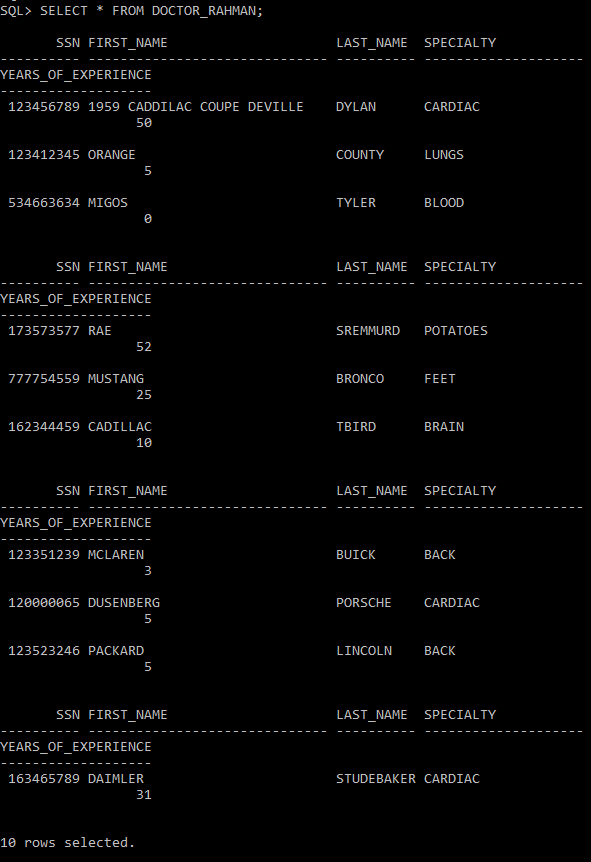 SQL> SELECT * FROM DOCTOR_RAHMAN;
       SSN FIRST_NAME                     LAST_NAME  SPECIALTY
---------- ------------------------------ ---------- --------------------
YEARS_OF_EXPERIENCE
-------------------
 123456789 1959 CADDILAC COUPE DEVILLE    DYLAN      CARDIAC
                 50
 123412345 ORANGE                         COUNTY     LUNGS
                  5
 534663634 MIGOS                          TYLER      BLOOD
                  0
       SSN FIRST_NAME                     LAST_NAME  SPECIALTY
---------- ------------------------------ ---------- --------------------
YEARS_OF_EXPERIENCE
-------------------
 173573577 RAE                            SREMMURD   POTATOES
                 52
 777754559 MUSTANG                        BRONCO     FEET
                 25
 162344459 CADILLAC                       TBIRD      BRAIN
                 10
       SSN FIRST_NAME                     LAST_NAME  SPECIALTY
---------- ------------------------------ ---------- --------------------
YEARS_OF_EXPERIENCE
-------------------
 123351239 MCLAREN                        BUICK      BACK
                  3
 120000065 DUSENBERG                      PORSCHE    CARDIAC
                  5
 123523246 PACKARD                        LINCOLN    BACK
                  5
       SSN FIRST_NAME                     LAST_NAME  SPECIALTY
---------- ------------------------------ ---------- --------------------
YEARS_OF_EXPERIENCE
-------------------
 163465789 DAIMLER                        STUDEBAKER CARDIAC
                 31
10 rows selected.